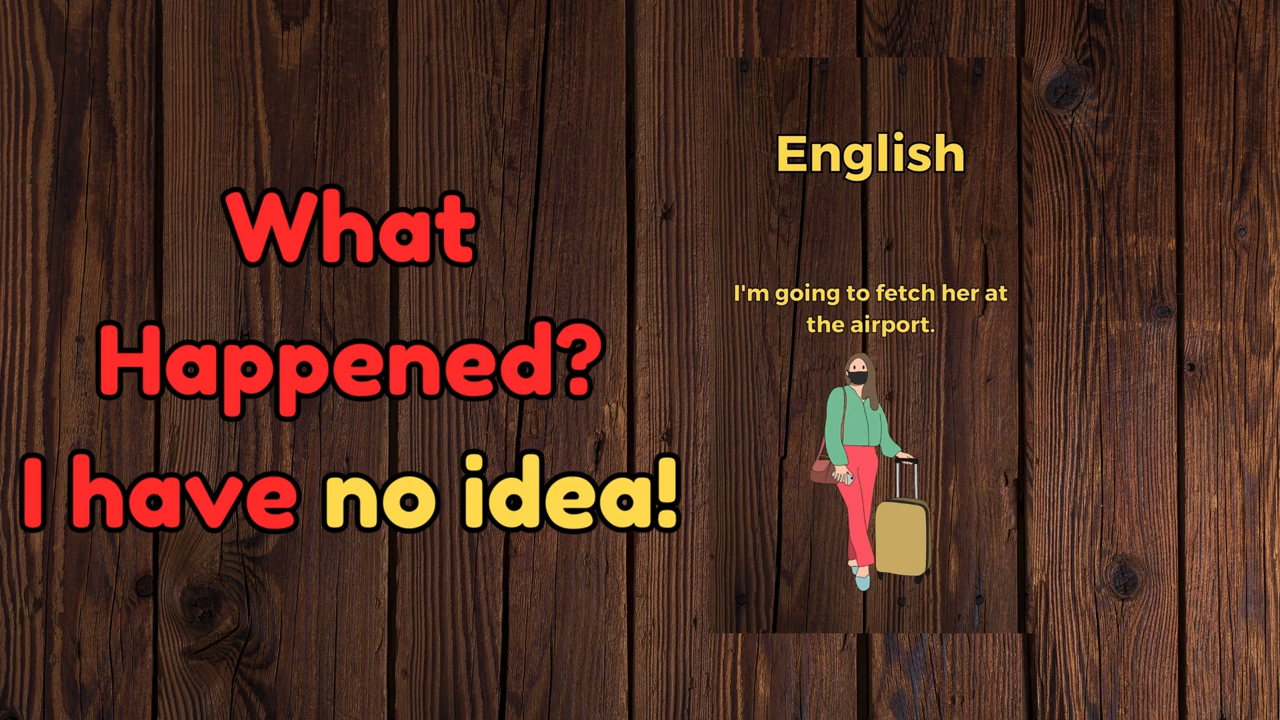 What
Happened?
I have no idea!
English
I'm going to fetch her at
the airport.